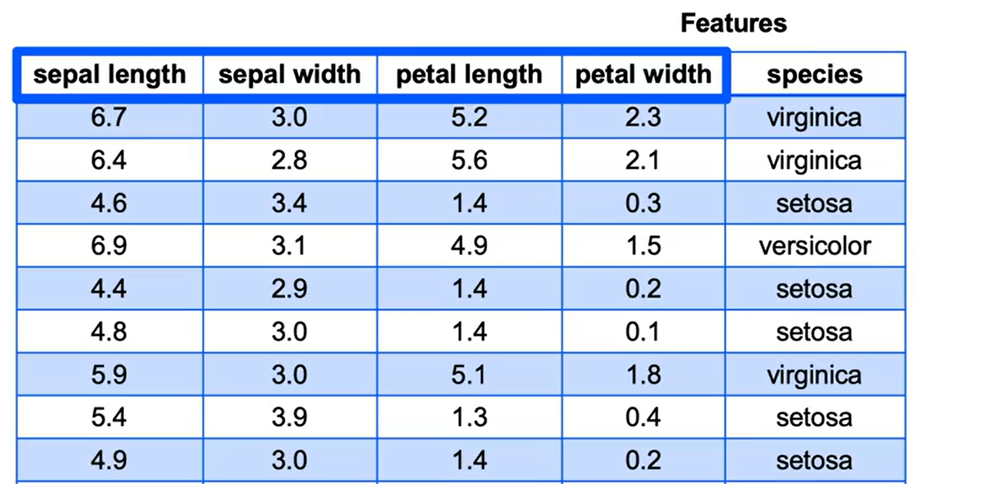 Features
sepal length sepal width petal length petal width species
6.7 3.0 5.2 2.3 virginica
6.4 2.8 5.6 2.1 virginica
4.6 3.4 1.4 0.3 setosa
6.9 3.1 4.9 1.5 versicolor
4.4 2.9 1.4 0.2 setosa
4.8 3.0 1.4 0.1 setosa
5.9 3.0 5.1 1.8 virginica
5.4 3.9 1.3 0.4 setosa
4.9 3.0 1.4 0.2 setosa